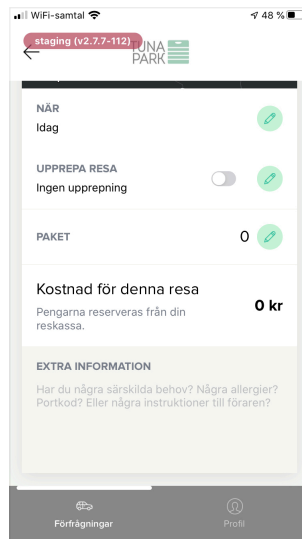 WiFi-samtal 48 %
staging (v2.7.7-112)
TUNA
PARK
NÄR
Idag
UPPREPA RESA
Ingen upprepning
PAKET 0
Kostnad för denna resa
Pengarna reserveras från din
reskassa.
0 kr
EXTRA INFORMATION
Har du några särskilda behov? Några allergier?
Portkod? Eller några instruktioner till föraren?
Förfrågningar Profil